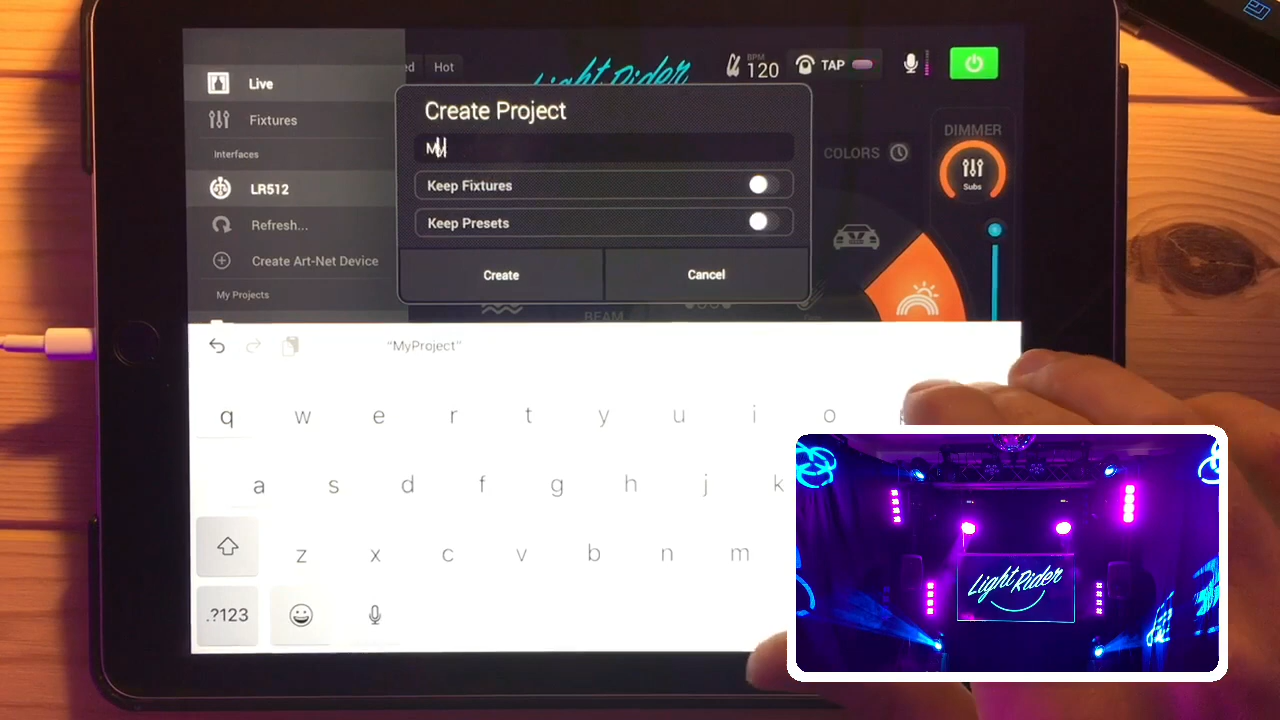 Live
Fixtures
Interfaces
LR512
Refresh...
Create Art-Net Device
My Projects
ed
Hot
Light Rider
BPM
120
TAP
Create Project
Keep Fixtures
Keep Presets
Create
Cancel
COLORS
DIMMER
Subs
BEAM
"MyProject"
q w e r t y u i o
a s d f g h j k
z x c v b n m
.?123
Light Rider